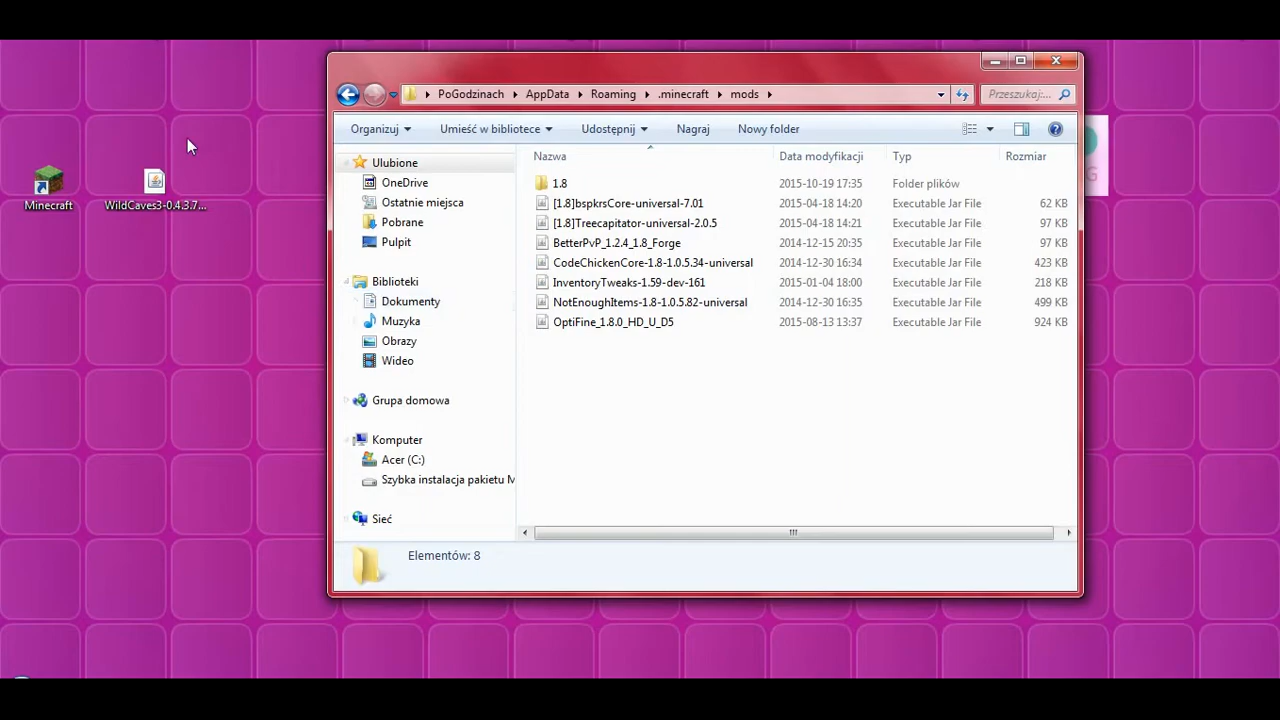 PoGodzinach AppData Roaming .minecraft mods Przeszukaj:...
Organizuj Umieść w bibliotece Udostępnij Nagraj Nowy folder
Nazwa Data modyfikacji Typ Rozmiar
Ulubione
OneDrive
Ostatnie miejsca
Pobrane
Pulpit
Biblioteki
Dokumenty
Muzyka
Obrazy
Wideo
Grupa domowa
Komputer
Acer (C:)
Szybka instalacja pakietu M
Sieć
1.8 2015-10-19 17:35 Folder plików
[1.8]bspkrsCore-universal-7.01 2015-04-18 14:20 Executable Jar File 62 KB
[1.8]Treecapitator-universal-2.0.5 2015-04-18 14:21 Executable Jar File 97 KB
BetterPvP_1.2.4_1.8_Forge 2014-12-15 20:35 Executable Jar File 97 KB
CodeChickenCore-1.8-1.0.5.34-universal 2014-12-30 16:34 Executable Jar File 423 KB
InventoryTweaks-1.59-dev-161 2015-01-04 18:00 Executable Jar File 218 KB
NotEnoughItems-1.8-1.0.5.82-universal 2014-12-30 16:35 Executable Jar File 499 KB
OptiFine_1.8.0_HD_U_D5 2015-08-13 13:37 Executable Jar File 924 KB
Elementów: 8
Minecraft
WildCaves3-0.4.3.7...
G